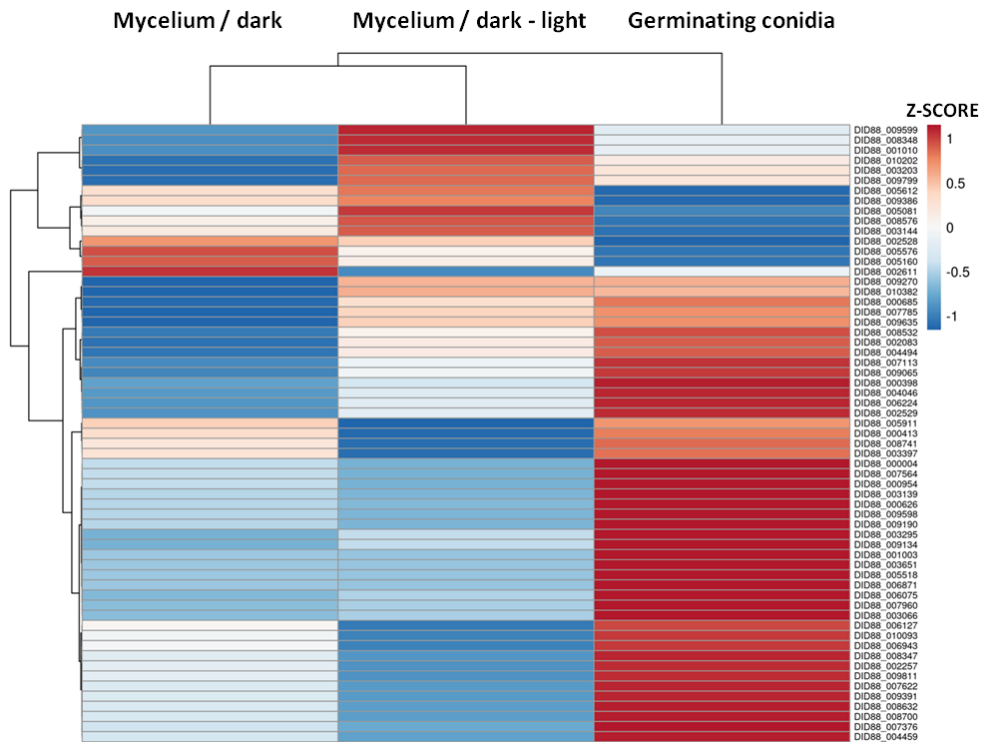 Mycelium / dark
Mycelium / dark - light
Germinating conidia
Z-SCORE
1
0.5
0
-0.5
-1
DID88_009599
DID88_008348
DID88_001010
DID88_010202
DID88_003203
DID88_009799
DID88_005612
DID88_009386
DID88_005081
DID88_008576
DID88_003144
DID88_002528
DID88_005576
DID88_005160
DID88_002611
DID88_009270
DID88_010382
DID88_000685
DID88_007785
DID88_009635
DID88_008532
DID88_002083
DID88_004494
DID88_007113
DID88_009065
DID88_000398
DID88_004046
DID88_006224
DID88_002529
DID88_005911
DID88_000413
DID88_008741
DID88_003397
DID88_000004
DID88_007564
DID88_000954
DID88_003139
DID88_000626
DID88_009598
DID88_009190
DID88_003295
DID88_009134
DID88_001003
DID88_003651
DID88_005518
DID88_006871
DID88_006075
DID88_007960
DID88_003066
DID88_006127
DID88_010093
DID88_006943
DID88_008347
DID88_002257
DID88_009811
DID88_007622
DID88_009391
DID88_008632
DID88_008700
DID88_007376
DID88_004459